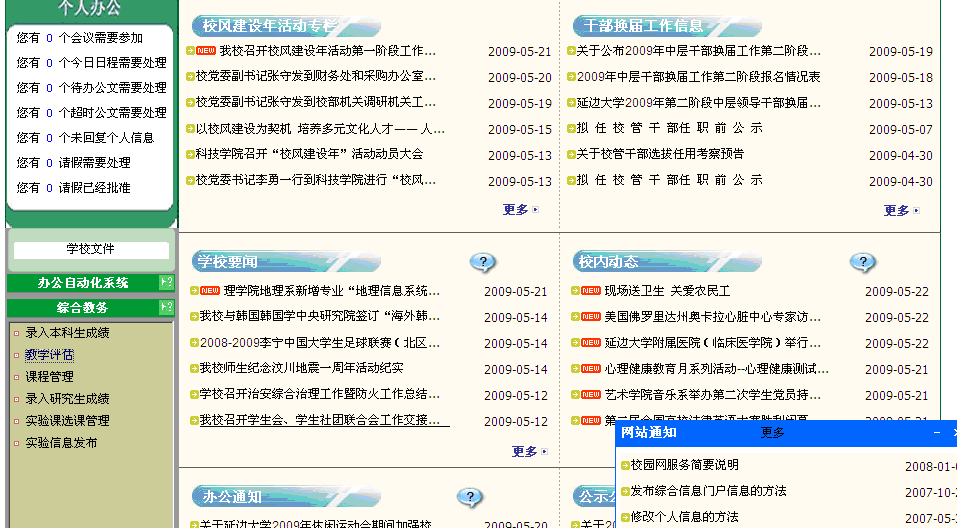 个人办公
您有 0 个会议需要参加
您有 0 个今日日程需要处理
您有 0 个待办公文需要处理
您有 0 个超时公文需要处理
您有 0 个未回复个人信息
您有 0 请假需要处理
您有 0 请假已经批准
学校文件
办公自动化系统
综合教务
录入本科生成绩
教学评估
课程管理
录入研究生成绩
实验课选课管理
实验信息发布
校风建设年活动专栏
NEW 我校召开校风建设年活动第一阶段工作... 2009-05-21
校党委副书记张守发到财务处和采购办公室... 2009-05-20
校党委副书记张守发到校部机关调研机关工... 2009-05-19
以校风建设为契机 培养多元文化人才——人... 2009-05-15
科技学院召开“校风建设年”活动动员大会 2009-05-13
校党委书记李勇一行到科技学院进行“校风... 2009-05-13
更多
干部换届工作信息
关于公布2009年中层干部换届工作第二阶段... 2009-05-19
2009年中层干部换届工作第二阶段报名情况表 2009-05-18
延边大学2009年第二阶段中层领导干部换届... 2009-05-13
拟 任 校 管 干 部 任 职 前 公 示 2009-05-07
关于校管干部选拔任用考察预告 2009-04-30
拟 任 校 管 干 部 任 职 前 公 示 2009-04-30
更多
学校要闻
NEW 理学院地理系新增专业“地理信息系统... 2009-05-21
我校与韩国韩国学中央研究院签订“海外韩... 2009-05-14
2008-2009李宁中国大学生足球联赛（北区... 2009-05-14
我校师生纪念汶川地震一周年活动纪实 2009-05-14
学校召开治安综合治理工作暨防火工作总结... 2009-05-12
我校召开学生会、学生社团联合会工作交接... 2009-05-12
更多
校内动态
NEW 现场送卫生 关爱农民工 2009-05-22
NEW 美国佛罗里达州奥卡拉心脏中心专家访... 2009-05-22
NEW 延边大学附属医院（临床医学院）举行... 2009-05-22
NEW 心理健康教育月系列活动--心理健康测试... 2009-05-21
NEW 艺术学院音乐系举办第二次学生党员持... 2009-05-21
NEW
网站通知 更多
校园网服务简要说明 2008-01-0
发布综合信息门户信息的方法 2007-10-2
修改个人信息的方法 2007-05-
办公通知
关于延边大学2009年休闲运动会期间加强校 2009-05-20
公示公
关于20